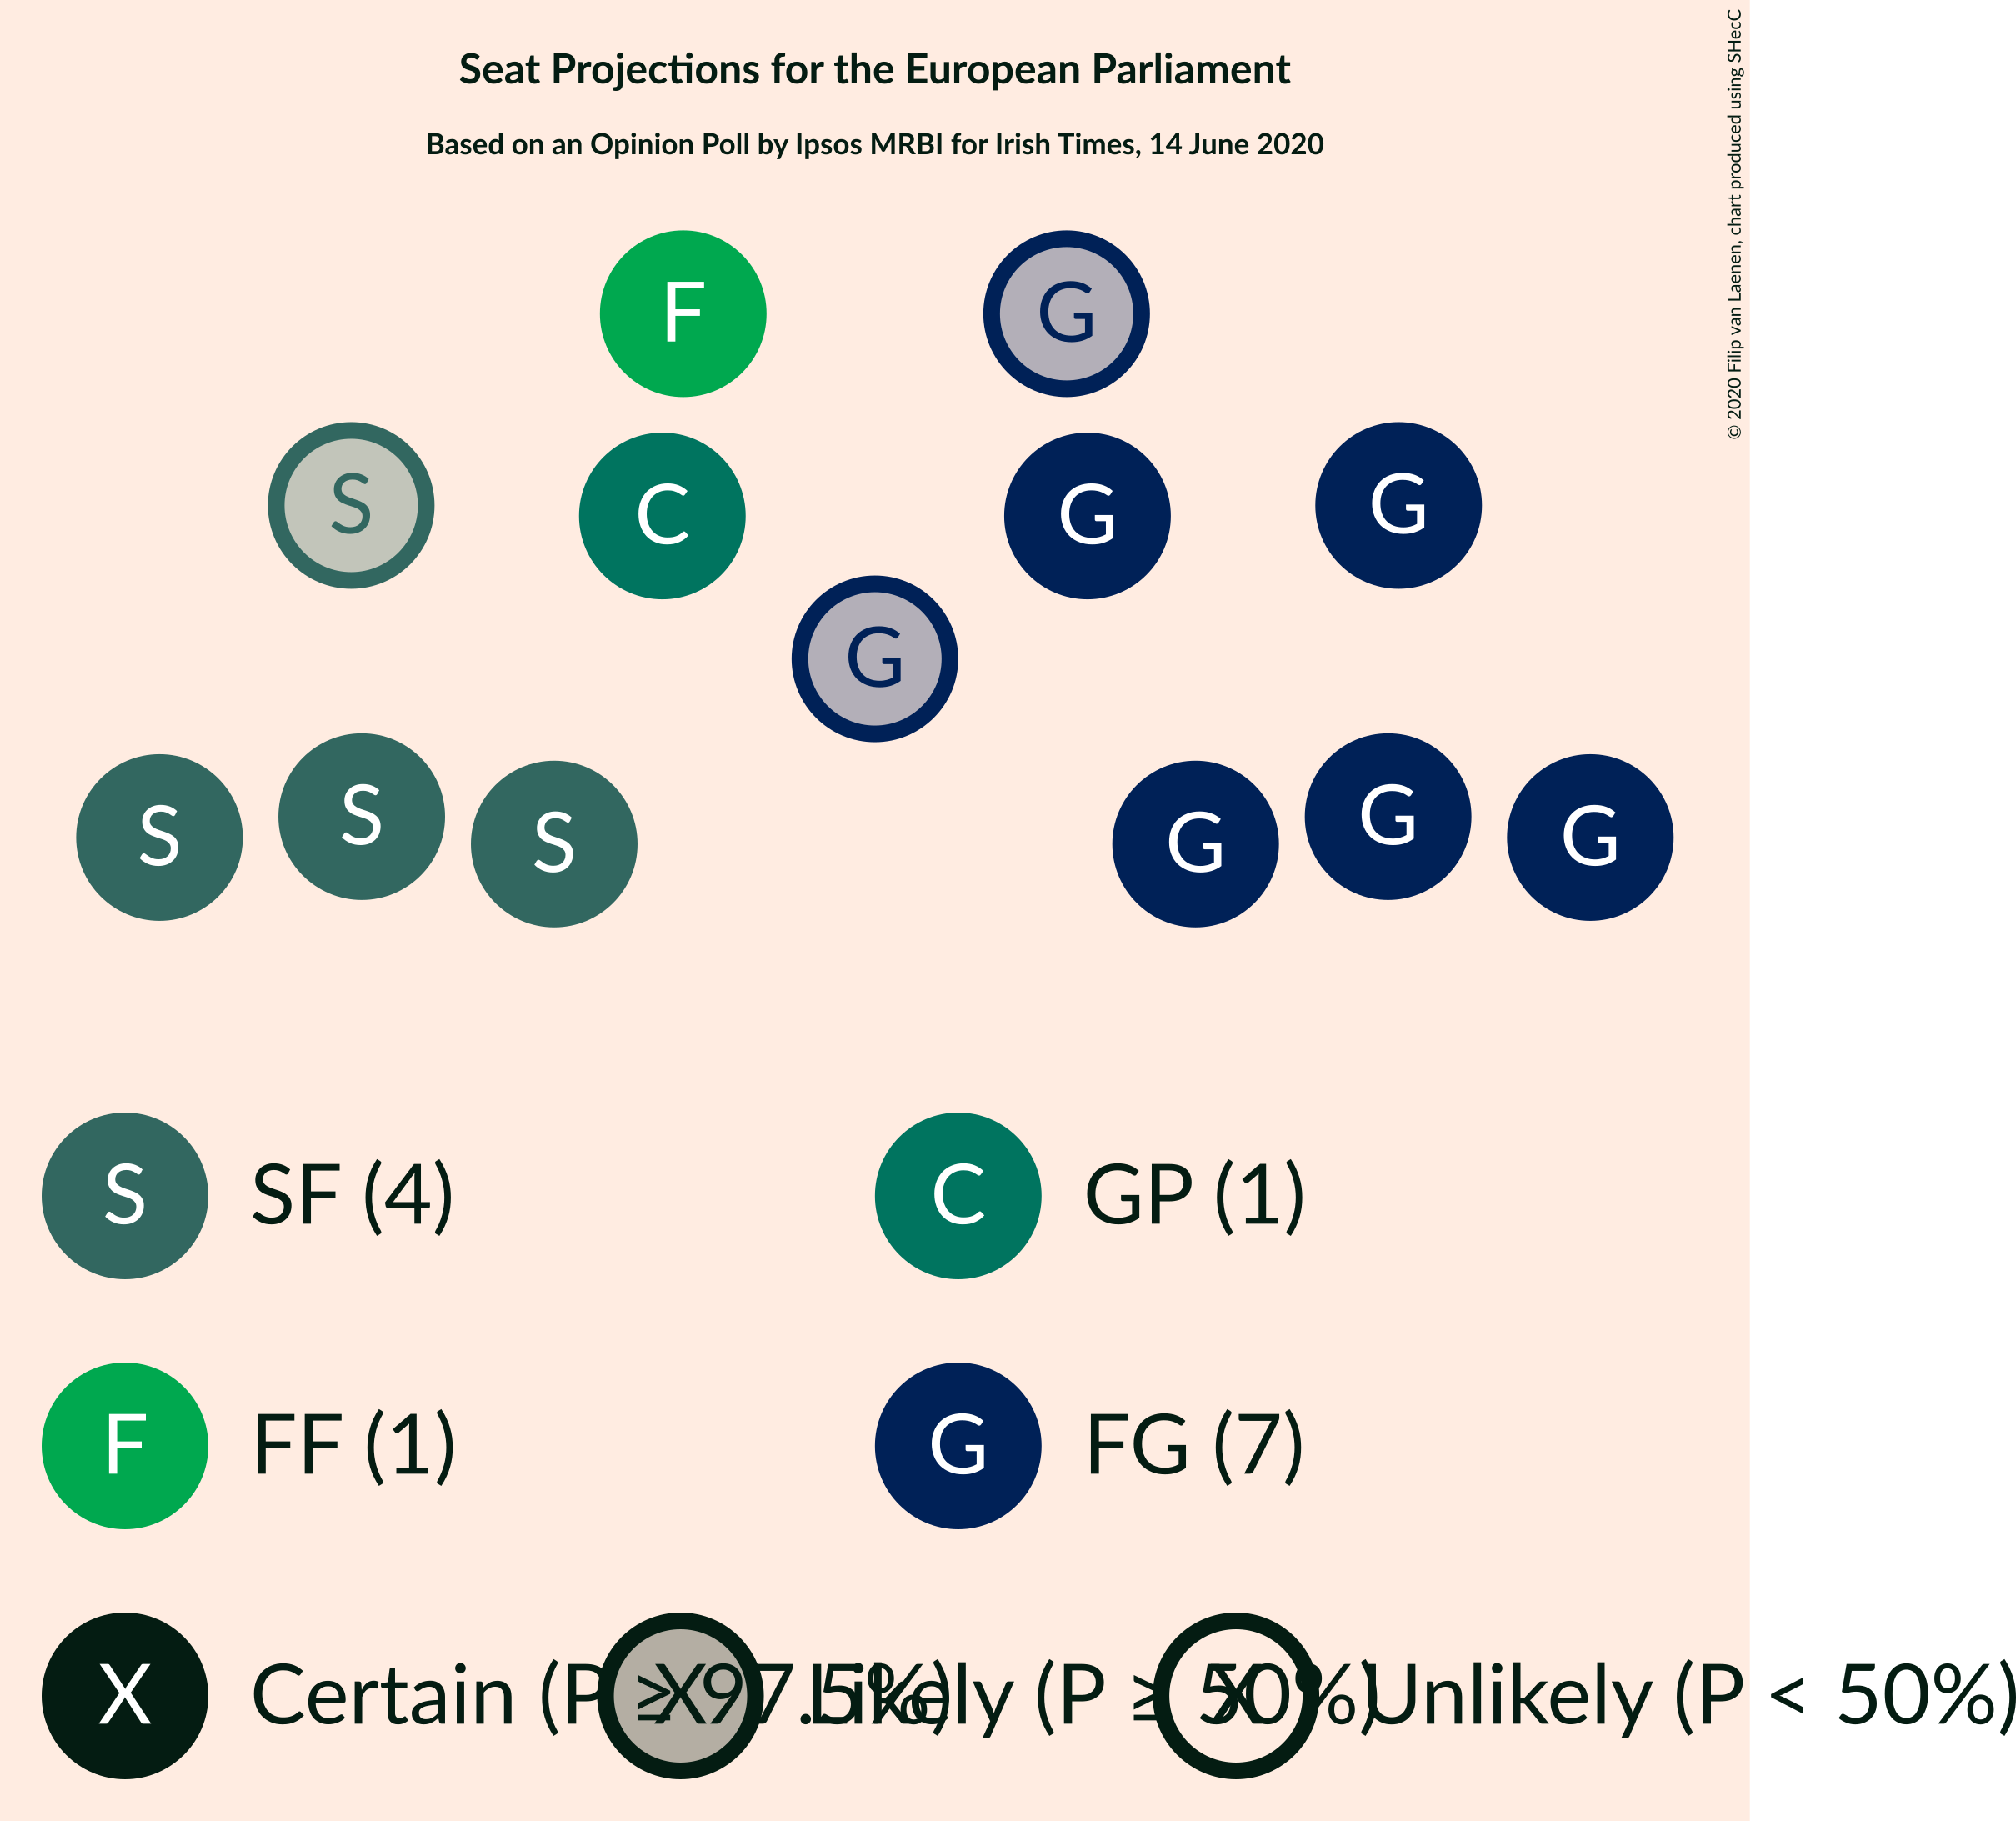 Seat Projections for the European Parliament
Based on an Opinion Poll by Ipsos MRBI for Irish Times, 14 June 2020
© 2020 Filip van Laenen, chart produced using SHecC
F G
S C G G
G
S S S G G G
S SF (4) C GP (1)
F FF (1) G FG (7)
X Certain (P ≥ 97.5%) X Likely (P ≥ 50%) X Unlikely (P < 50%)